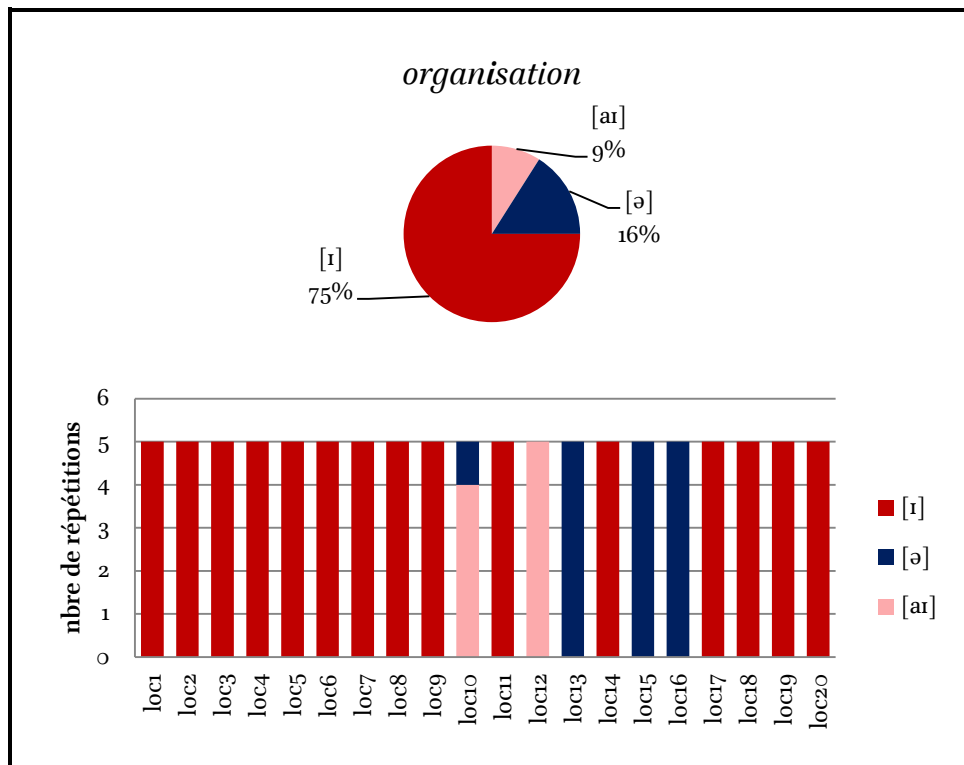 organisation
[aɪ]
9%
[ə]
16%
[ɪ]
75%
nbre de répétitions
6
5
4
3
2
1
0
loc1
loc2
loc3
loc4
loc5
loc6
loc7
loc8
loc9
loc10
loc11
loc12
loc13
loc14
loc15
loc16
loc17
loc18
loc19
loc20
[ɪ]
[ə]
[aɪ]